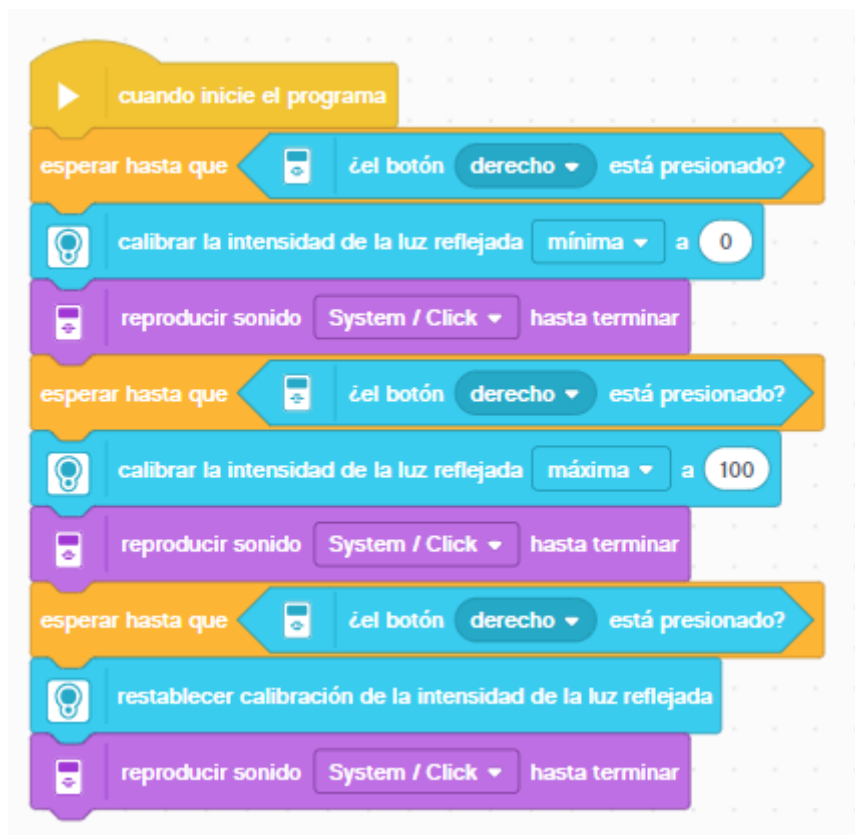 cuando inicie el programa
esperar hasta que ¿el botón derecho está presionado?
calibrar la intensidad de la luz reflejada mínima a 0
reproducir sonido System / Click hasta terminar
esperar hasta que ¿el botón derecho está presionado?
calibrar la intensidad de la luz reflejada máxima a 100
reproducir sonido System / Click hasta terminar
esperar hasta que ¿el botón derecho está presionado?
restablecer calibración de la intensidad de la luz reflejada
reproducir sonido System / Click hasta terminar